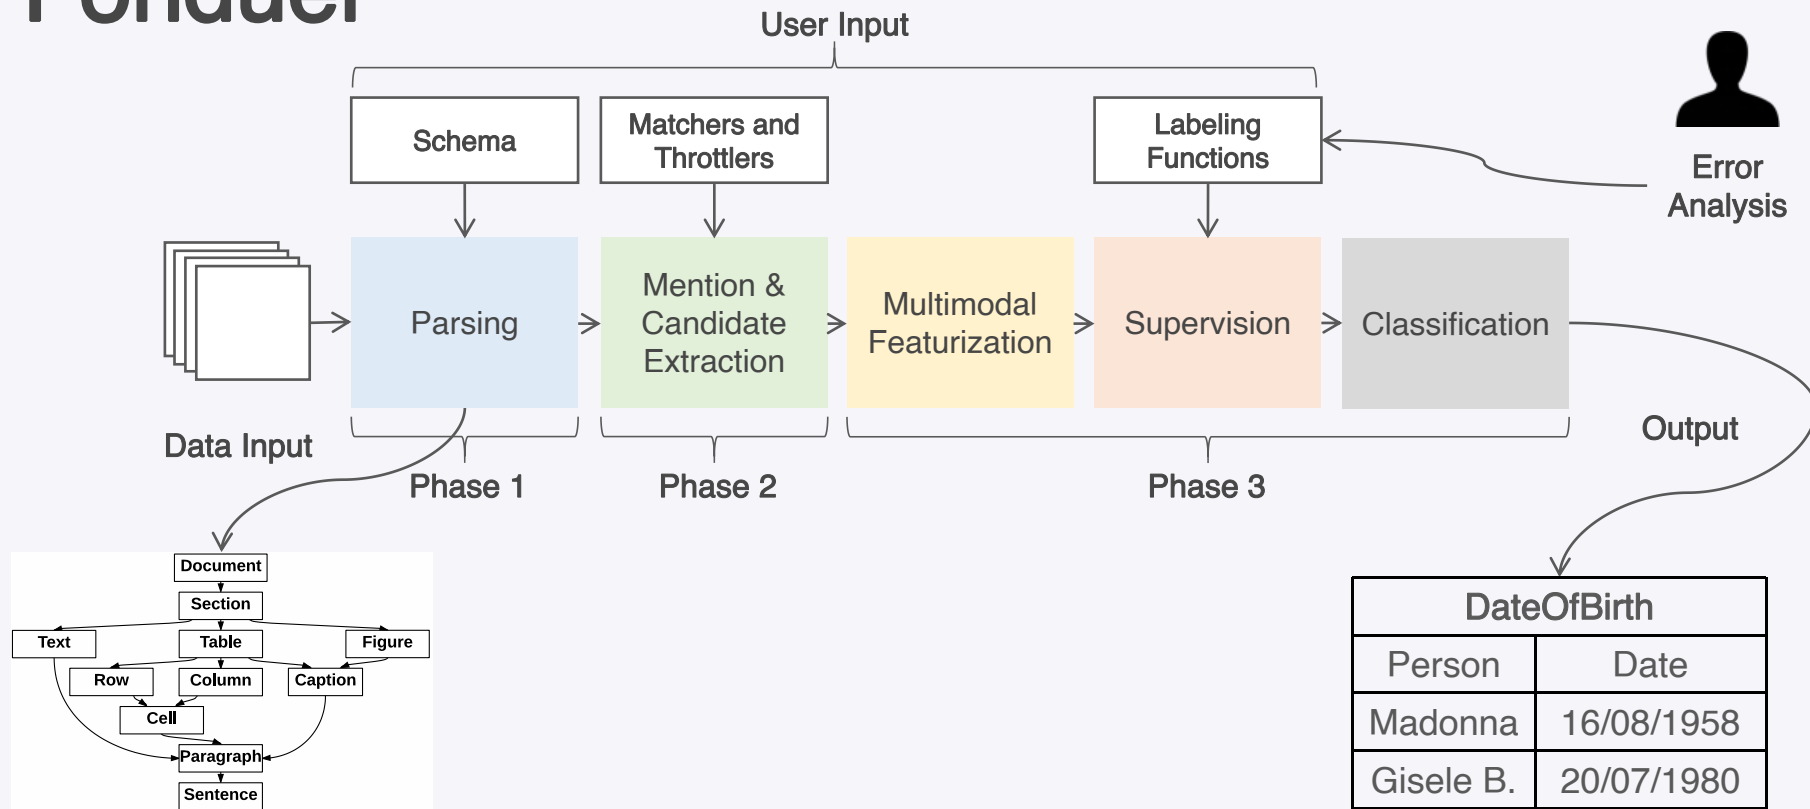 Fonduer
User Input
Schema
Matchers and
Throttlers
Labeling
Functions
Error
Analysis
Parsing
Mention &
Candidate
Extraction
Multimodal
Featurization
Supervision
Classification
Data Input
Output
Phase 1
Phase 2
Phase 3
Document
Section
Text
Table
Figure
Row
Column
Caption
Cell
Paragraph
Sentence
DateOfBirth
Person Date
Madonna 16/08/1958
Gisele B. 20/07/1980